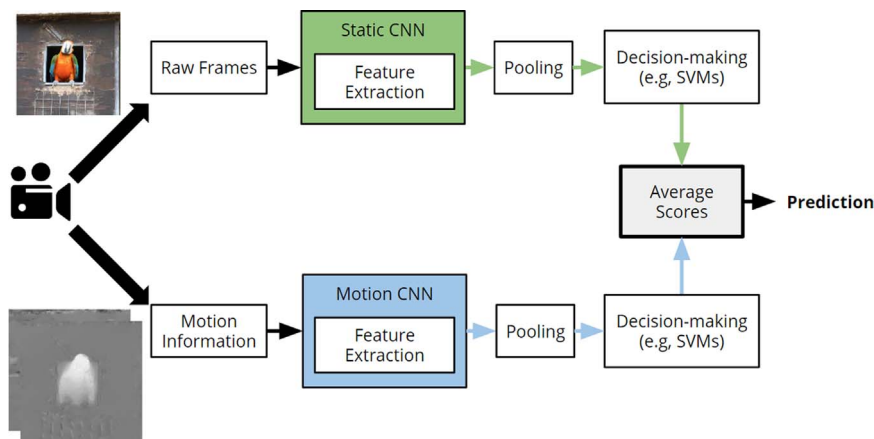 Static CNN
Raw Frames
Feature
Extraction
Pooling
Decision-making
(e.g, SVMs)
Average
Scores
Prediction
Motion CNN
Motion
Information
Feature
Extraction
Pooling
Decision-making
(e.g, SVMs)